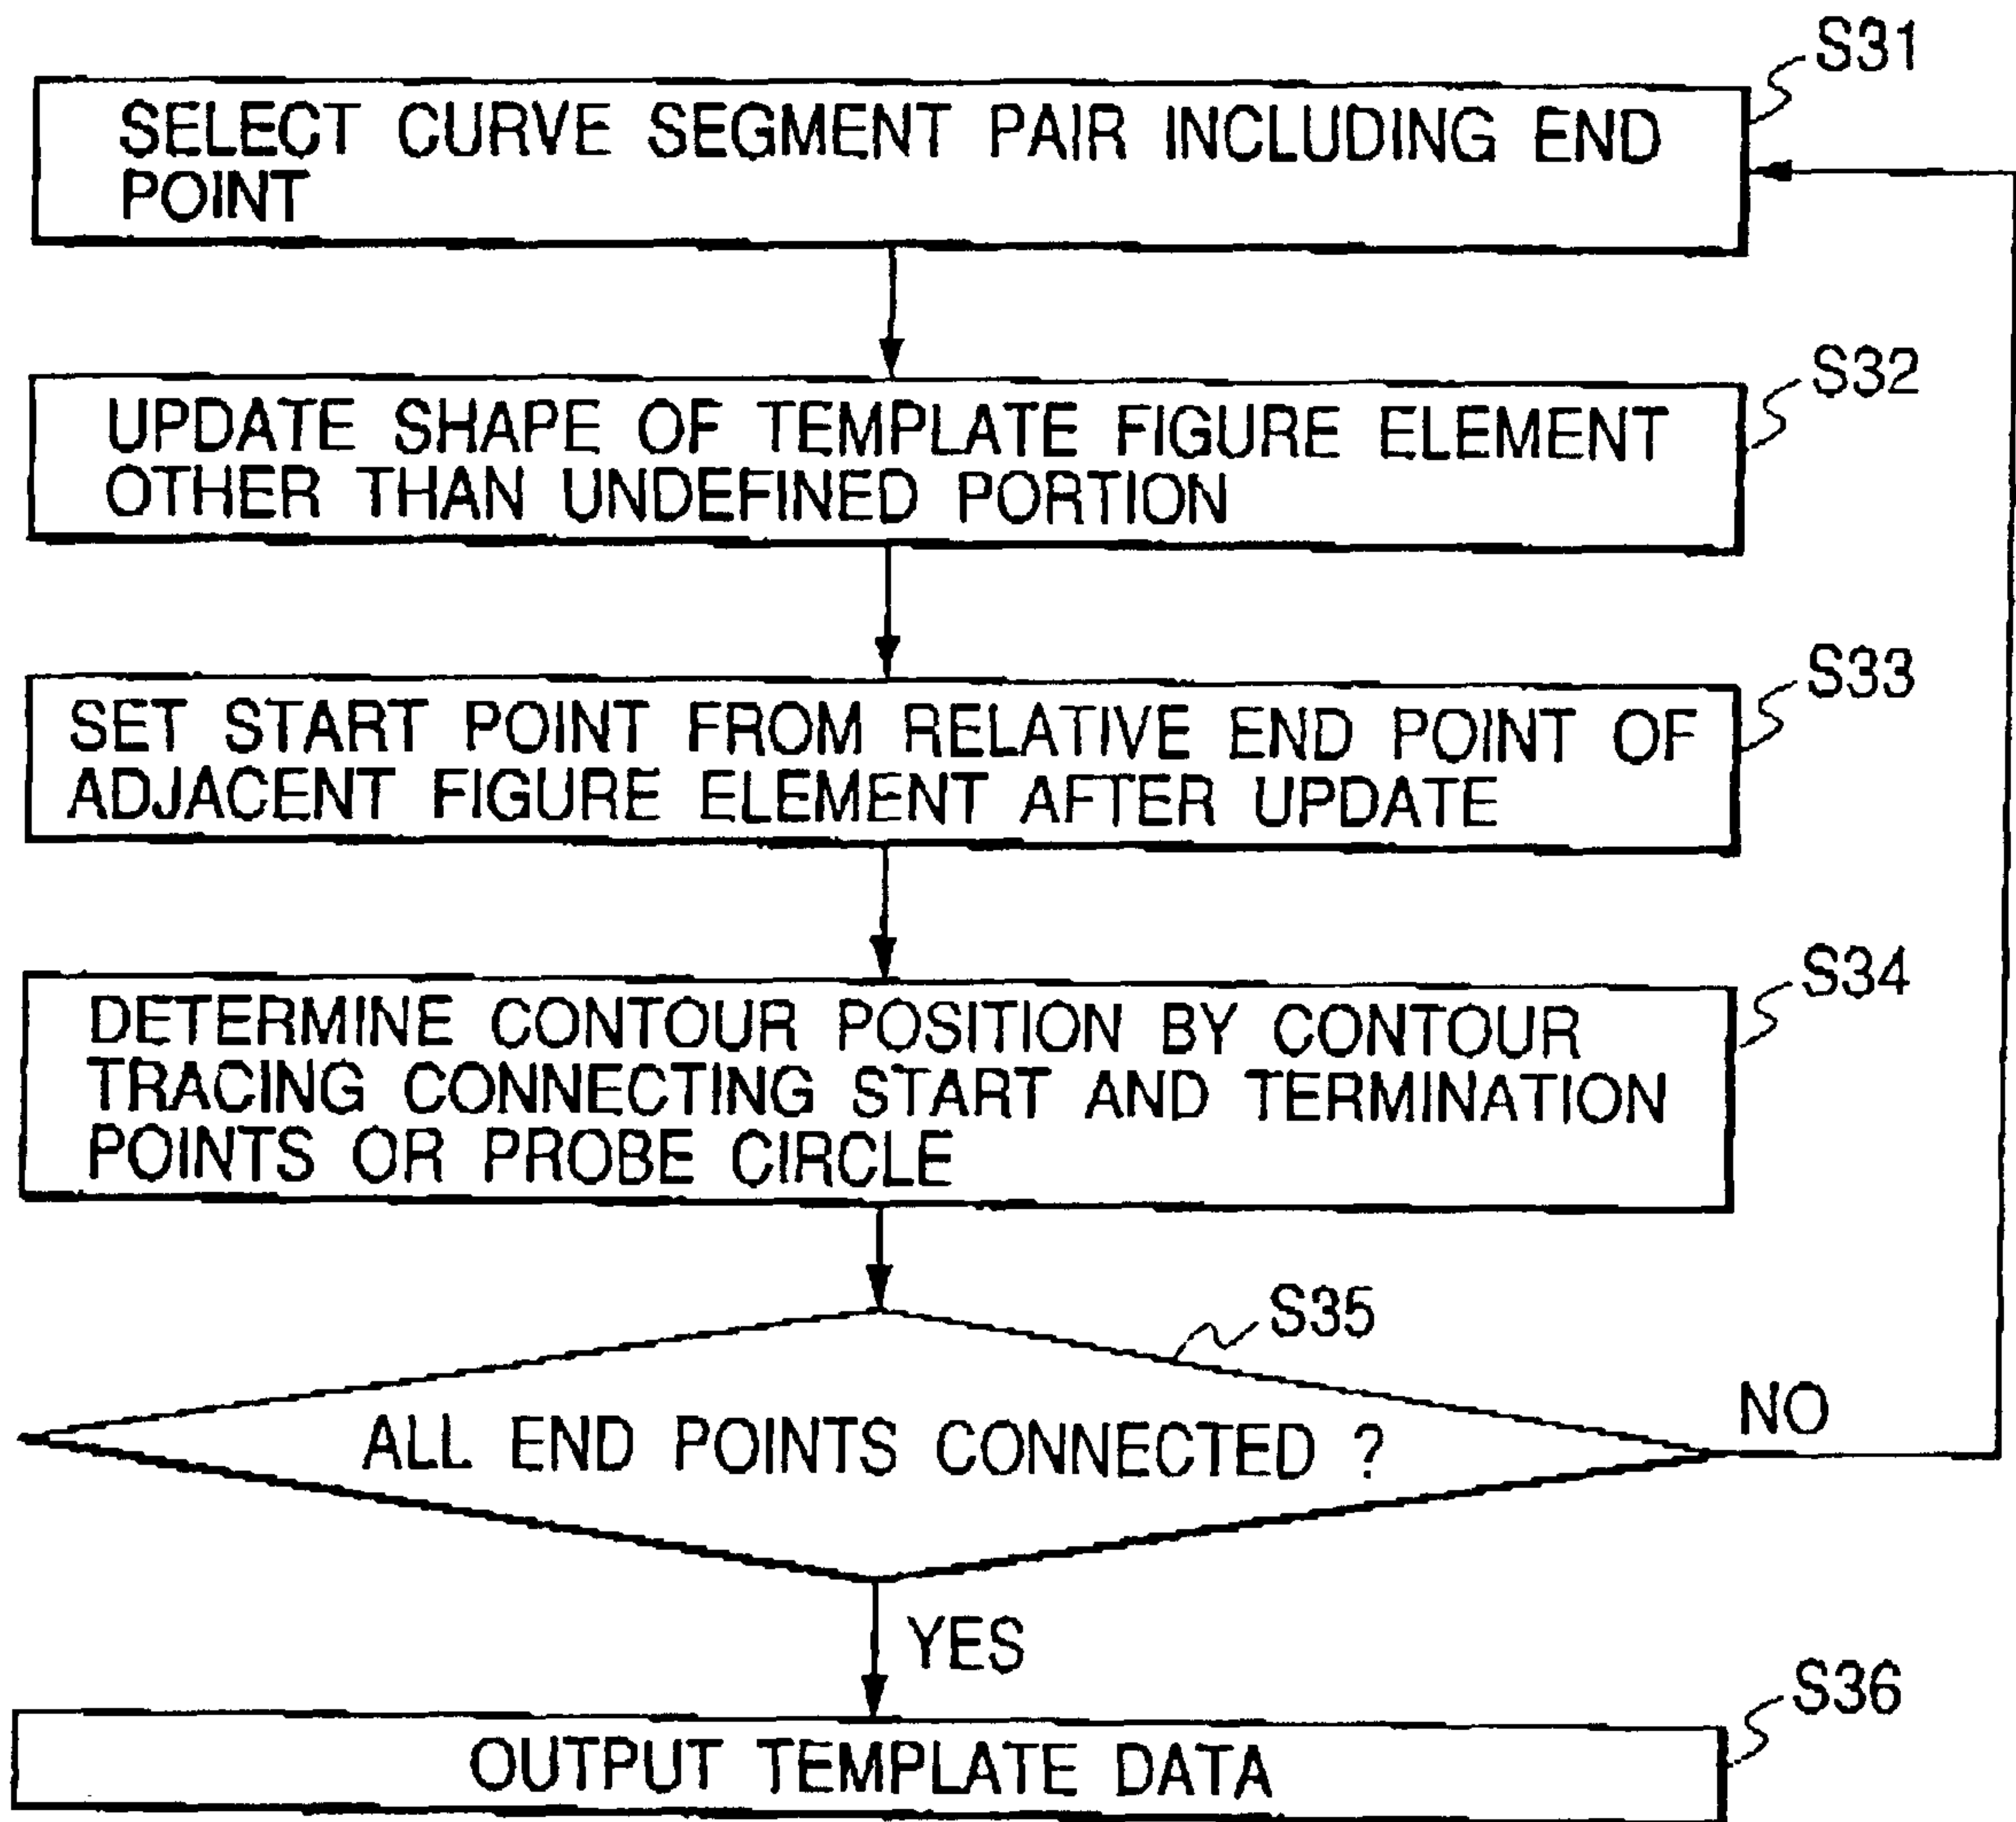 S31
SELECT CURVE SEGMENT PAIR INCLUDING END
POINT
S32
UPDATE SHAPE OF TEMPLATE FIGURE ELEMENT
OTHER THAN UNDEFINED PORTION
S33
SET START POINT FROM RELATIVE END POINT OF
ADJACENT FIGURE ELEMENT AFTER UPDATE
S34
DETERMINE CONTOUR POSITION BY CONTOUR
TRACING CONNECTING START AND TERMINATION
POINTS OR PROBE CIRCLE
S35
ALL END POINTS CONNECTED ?
NO
YES
S36
OUTPUT TEMPLATE DATA